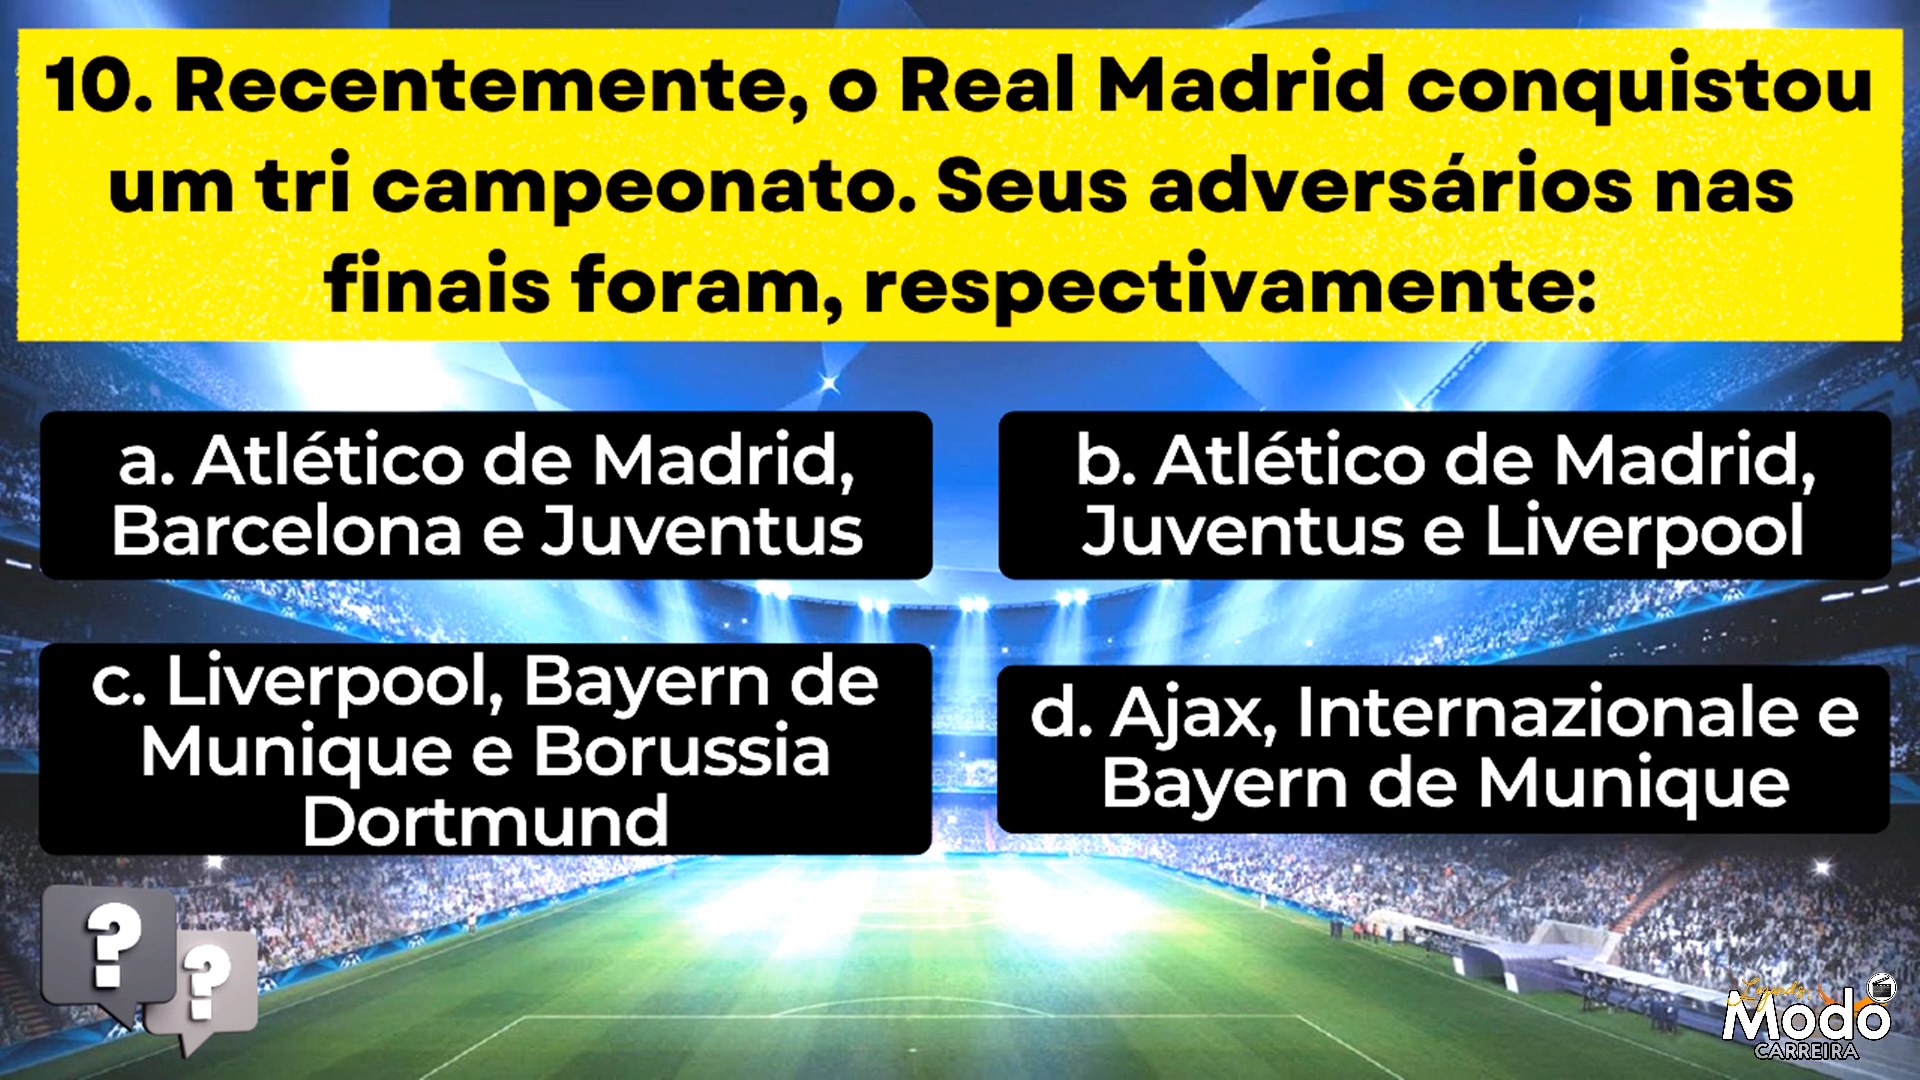 10. Recentemente, o Real Madrid conquistou
um tri campeonato. Seus adversários nas
finais foram, respectivamente:
a. Atlético de Madrid,
Barcelona e Juventus
b. Atlético de Madrid,
Juventus e Liverpool
c. Liverpool, Bayern de
Munique e Borussia
Dortmund
d. Ajax, Internazionale e
Bayern de Munique
? ?
Legends
Modo
CARREIRA